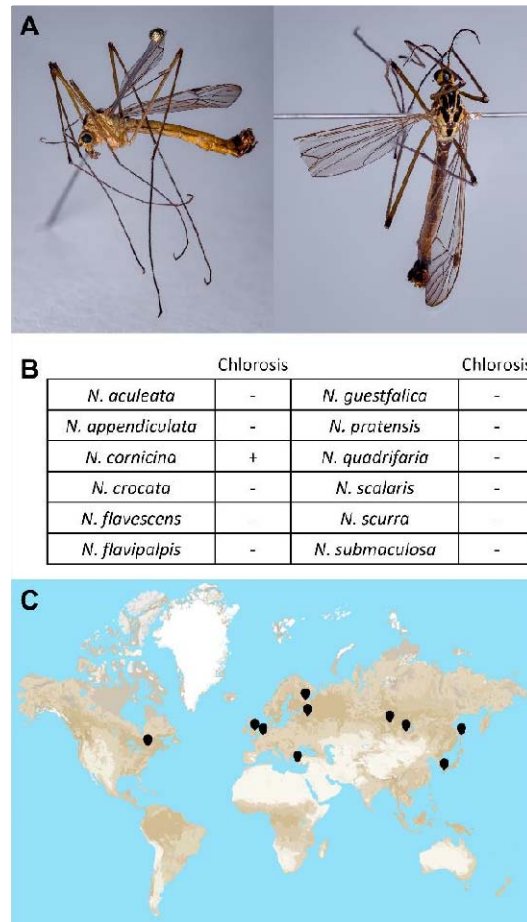 A
B
Chlorosis Chlorosis
N. aculeata - N. guestfalica -
N. appendiculata - N. pratensis -
N. cornicina + N. quadrifaria -
N. crocata - N. scalaris -
N. flavescens - N. scurra -
N. flavipalpis - N. submaculosa -
C